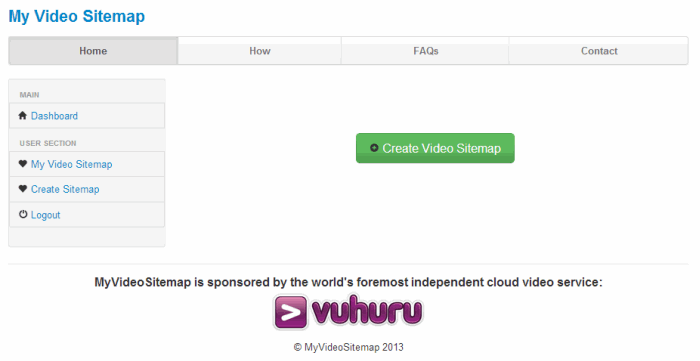 My Video Sitemap
Home How FAQs Contact
MAIN
Dashboard
USER SECTION
My Video Sitemap
Create Sitemap
Logout
Create Video Sitemap
MyVideoSitemap is sponsored by the world's foremost independent cloud video service:
vuhuru
© MyVideoSitemap 2013